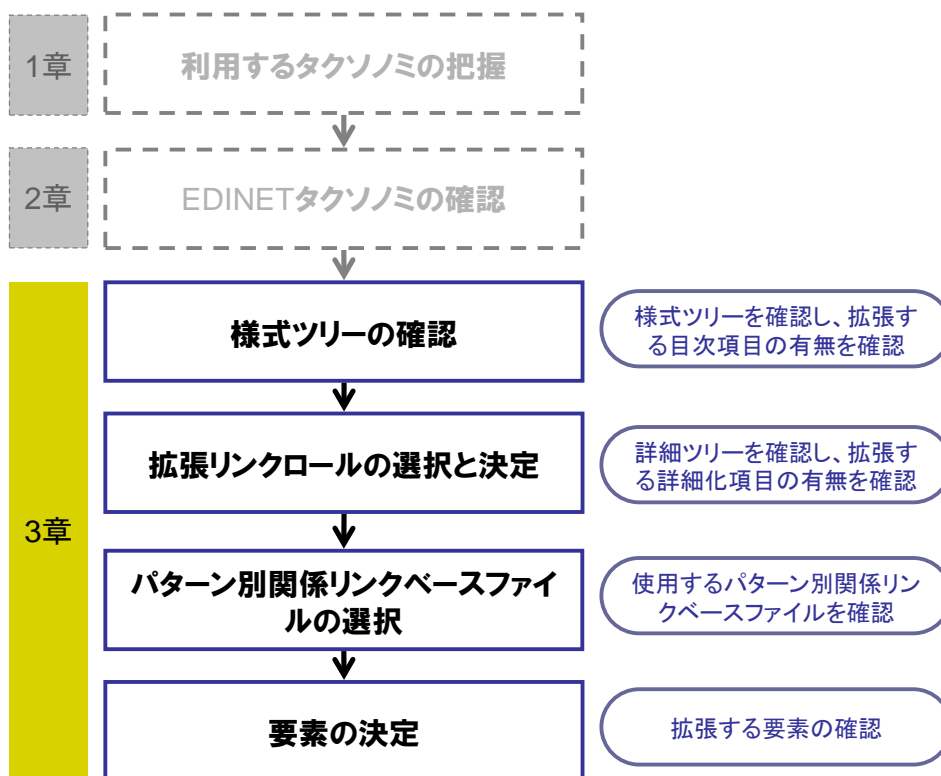 1章
利用するタクソノミの把握
2章
EDINETタクソノミの確認
3章
様式ツリーの確認
様式ツリーを確認し、拡張す
る目次項目の有無を確認
拡張リンクロールの選択と決定
詳細ツリーを確認し、拡張す
る詳細化項目の有無を確認
パターン別関係リンクベースファイ
ルの選択
使用するパターン別関係リン
クベースファイルを確認
要素の決定
拡張する要素の確認